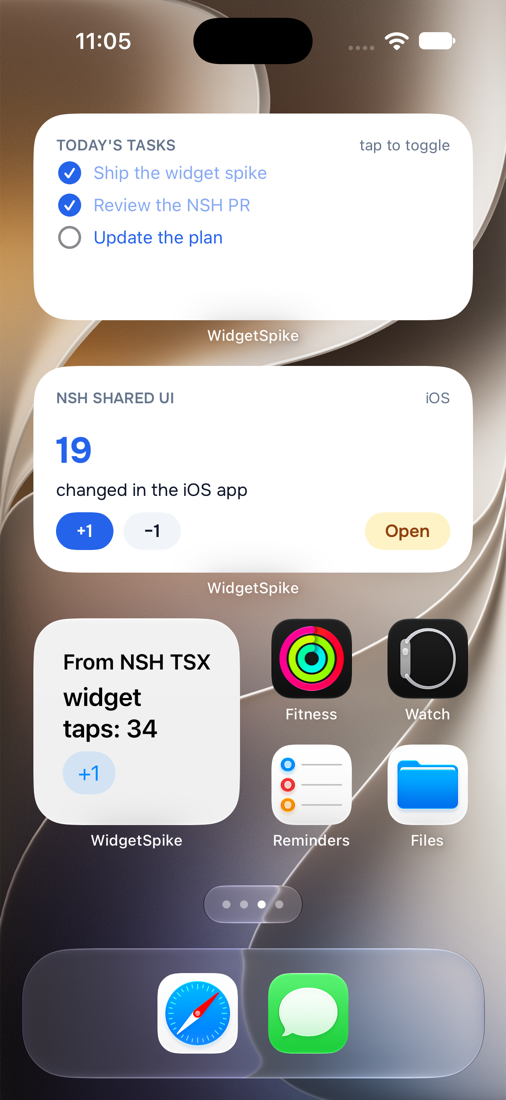 11:05
TODAY'S TASKS
tap to toggle
Ship the widget spike
Review the NSH PR
Update the plan
WidgetSpike
NSH SHARED UI
iOS
19
changed in the iOS app
+1
−1
Open
WidgetSpike
From NSH TSX
widget
taps: 34
+1
WidgetSpike
Fitness
Watch
Reminders
Files